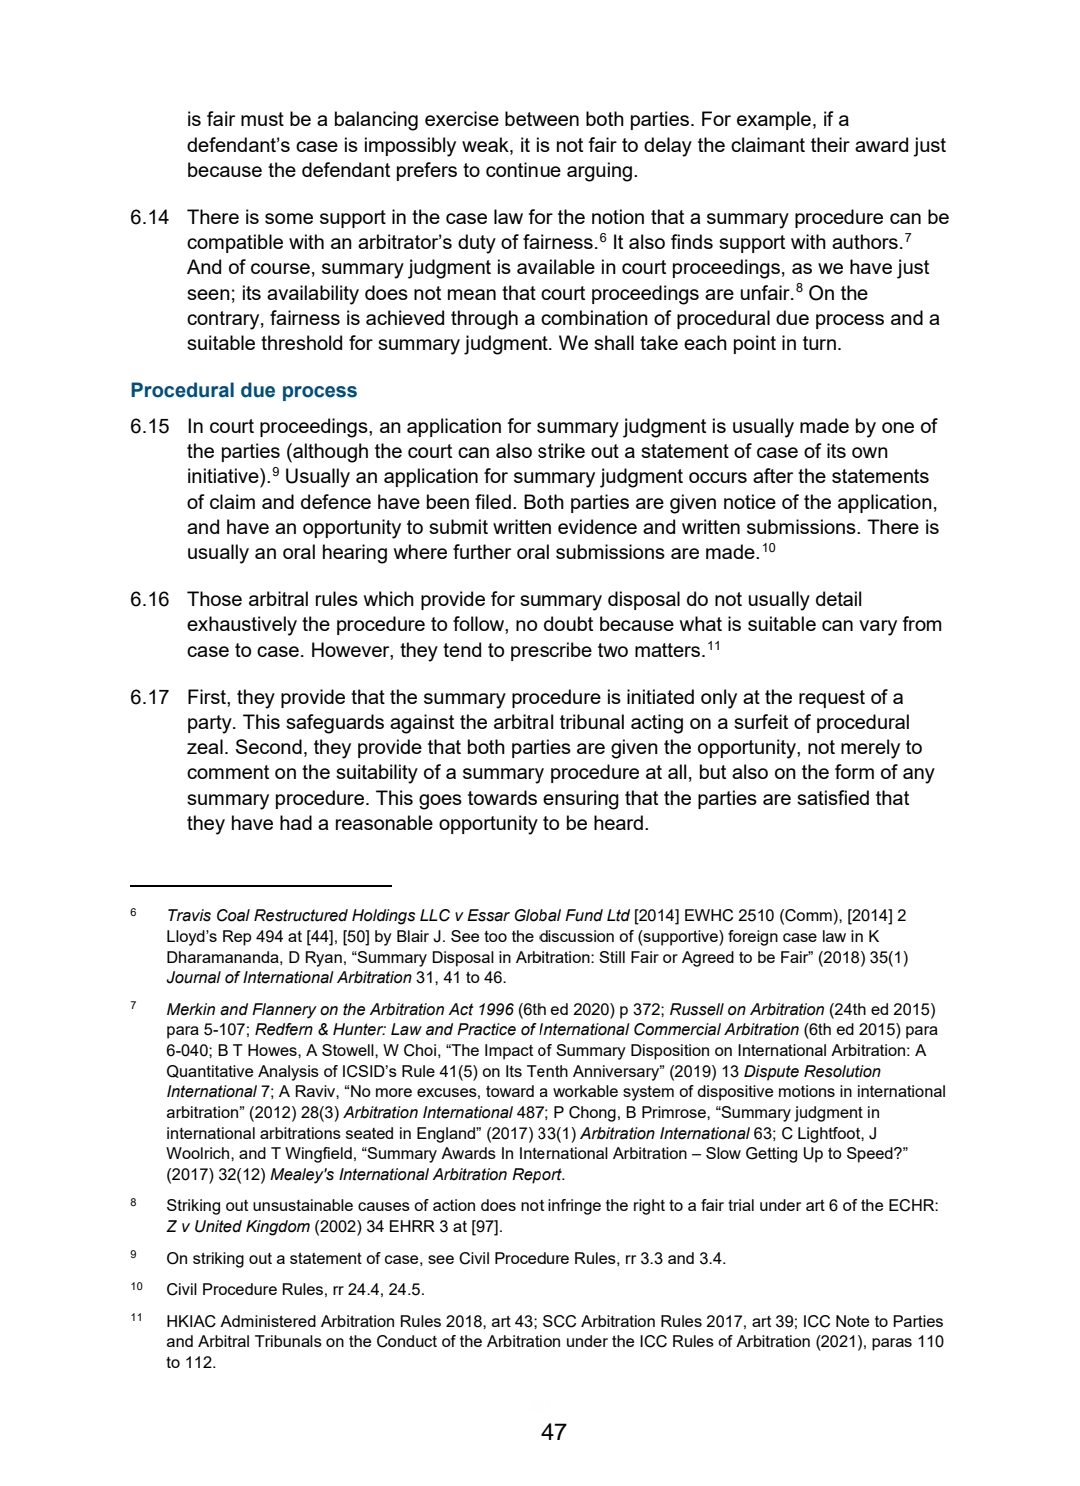 is fair must be a balancing exercise between both parties. For example, if a
defendant’s case is impossibly weak, it is not fair to delay the claimant their award just
because the defendant prefers to continue arguing.
6.14 There is some support in the case law for the notion that a summary procedure can be
compatible with an arbitrator’s duty of fairness.6 It also finds support with authors.7
And of course, summary judgment is available in court proceedings, as we have just
seen; its availability does not mean that court proceedings are unfair.8 On the
contrary, fairness is achieved through a combination of procedural due process and a
suitable threshold for summary judgment. We shall take each point in turn.
Procedural due process
6.15 In court proceedings, an application for summary judgment is usually made by one of
the parties (although the court can also strike out a statement of case of its own
initiative).9 Usually an application for summary judgment occurs after the statements
of claim and defence have been filed. Both parties are given notice of the application,
and have an opportunity to submit written evidence and written submissions. There is
usually an oral hearing where further oral submissions are made.10
6.16 Those arbitral rules which provide for summary disposal do not usually detail
exhaustively the procedure to follow, no doubt because what is suitable can vary from
case to case. However, they tend to prescribe two matters.11
6.17 First, they provide that the summary procedure is initiated only at the request of a
party. This safeguards against the arbitral tribunal acting on a surfeit of procedural
zeal. Second, they provide that both parties are given the opportunity, not merely to
comment on the suitability of a summary procedure at all, but also on the form of any
summary procedure. This goes towards ensuring that the parties are satisfied that
they have had a reasonable opportunity to be heard.
6 Travis Coal Restructured Holdings LLC v Essar Global Fund Ltd [2014] EWHC 2510 (Comm), [2014] 2
Lloyd’s Rep 494 at [44], [50] by Blair J. See too the discussion of (supportive) foreign case law in K
Dharamananda, D Ryan, “Summary Disposal in Arbitration: Still Fair or Agreed to be Fair” (2018) 35(1)
Journal of International Arbitration 31, 41 to 46.
7 Merkin and Flannery on the Arbitration Act 1996 (6th ed 2020) p 372; Russell on Arbitration (24th ed 2015)
para 5-107; Redfern & Hunter: Law and Practice of International Commercial Arbitration (6th ed 2015) para
6-040; B T Howes, A Stowell, W Choi, “The Impact of Summary Disposition on International Arbitration: A
Quantitative Analysis of ICSID’s Rule 41(5) on Its Tenth Anniversary” (2019) 13 Dispute Resolution
International 7; A Raviv, “No more excuses, toward a workable system of dispositive motions in international
arbitration” (2012) 28(3) Arbitration International 487; P Chong, B Primrose, “Summary judgment in
international arbitrations seated in England” (2017) 33(1) Arbitration International 63; C Lightfoot, J
Woolrich, and T Wingfield, “Summary Awards In International Arbitration – Slow Getting Up to Speed?”
(2017) 32(12) Mealey's International Arbitration Report.
8 Striking out unsustainable causes of action does not infringe the right to a fair trial under art 6 of the ECHR:
Z v United Kingdom (2002) 34 EHRR 3 at [97].
9 On striking out a statement of case, see Civil Procedure Rules, rr 3.3 and 3.4.
10 Civil Procedure Rules, rr 24.4, 24.5.
11 HKIAC Administered Arbitration Rules 2018, art 43; SCC Arbitration Rules 2017, art 39; ICC Note to Parties
and Arbitral Tribunals on the Conduct of the Arbitration under the ICC Rules of Arbitration (2021), paras 110
to 112.
47